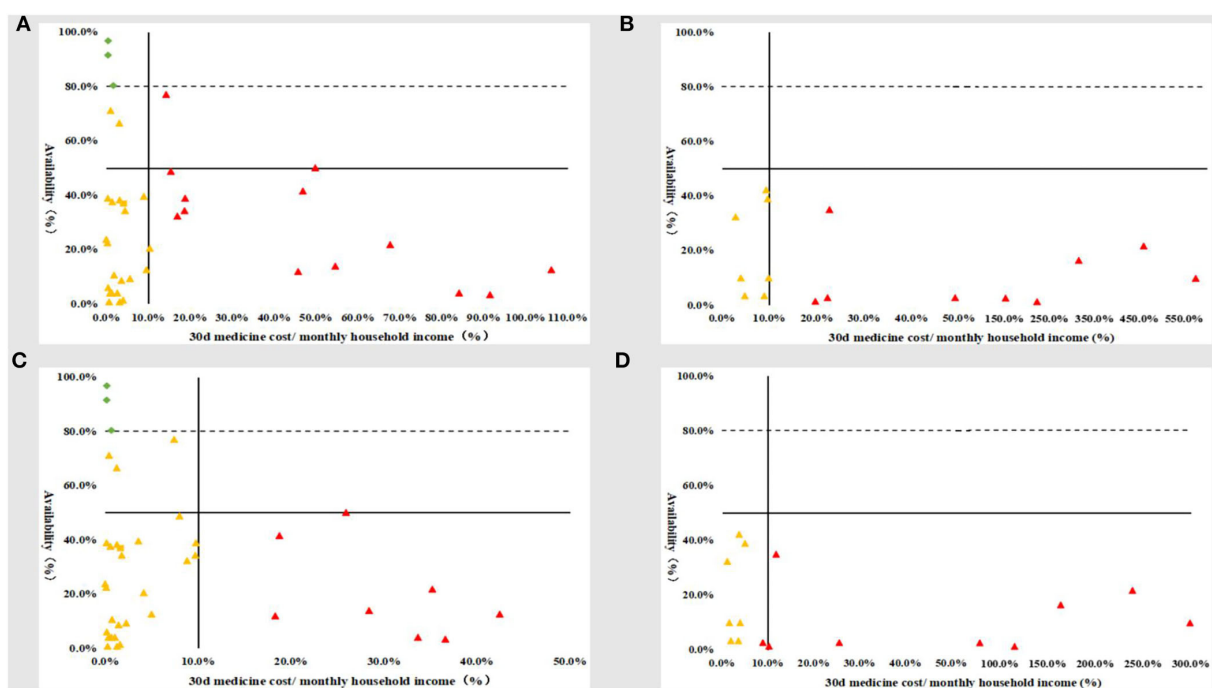 A
100.0%
80.0%
60.0%
40.0%
20.0%
0.0%
Availability (%)
0.0% 10.0% 20.0% 30.0% 40.0% 50.0% 60.0% 70.0% 80.0% 90.0% 100.0% 110.0%
30d medicine cost/ monthly household income (%)
B
100.0%
80.0%
60.0%
40.0%
20.0%
0.0%
Availability (%)
0.0% 10.0% 20.0% 30.0% 40.0% 50.0% 150.0% 250.0% 350.0% 450.0% 550.0%
30d medicine cost/ monthly household income (%)
C
100.0%
80.0%
60.0%
40.0%
20.0%
0.0%
Availability (%)
0.0% 10.0% 20.0% 30.0% 40.0% 50.0%
30d medicine cost/ monthly household income (%)
D
100.0%
80.0%
60.0%
40.0%
20.0%
0.0%
Availability (%)
0.0% 10.0% 20.0% 30.0% 40.0% 50.0% 100.0% 150.0% 200.0% 250.0% 300.0%
30d medicine cost/ monthly household income (%)